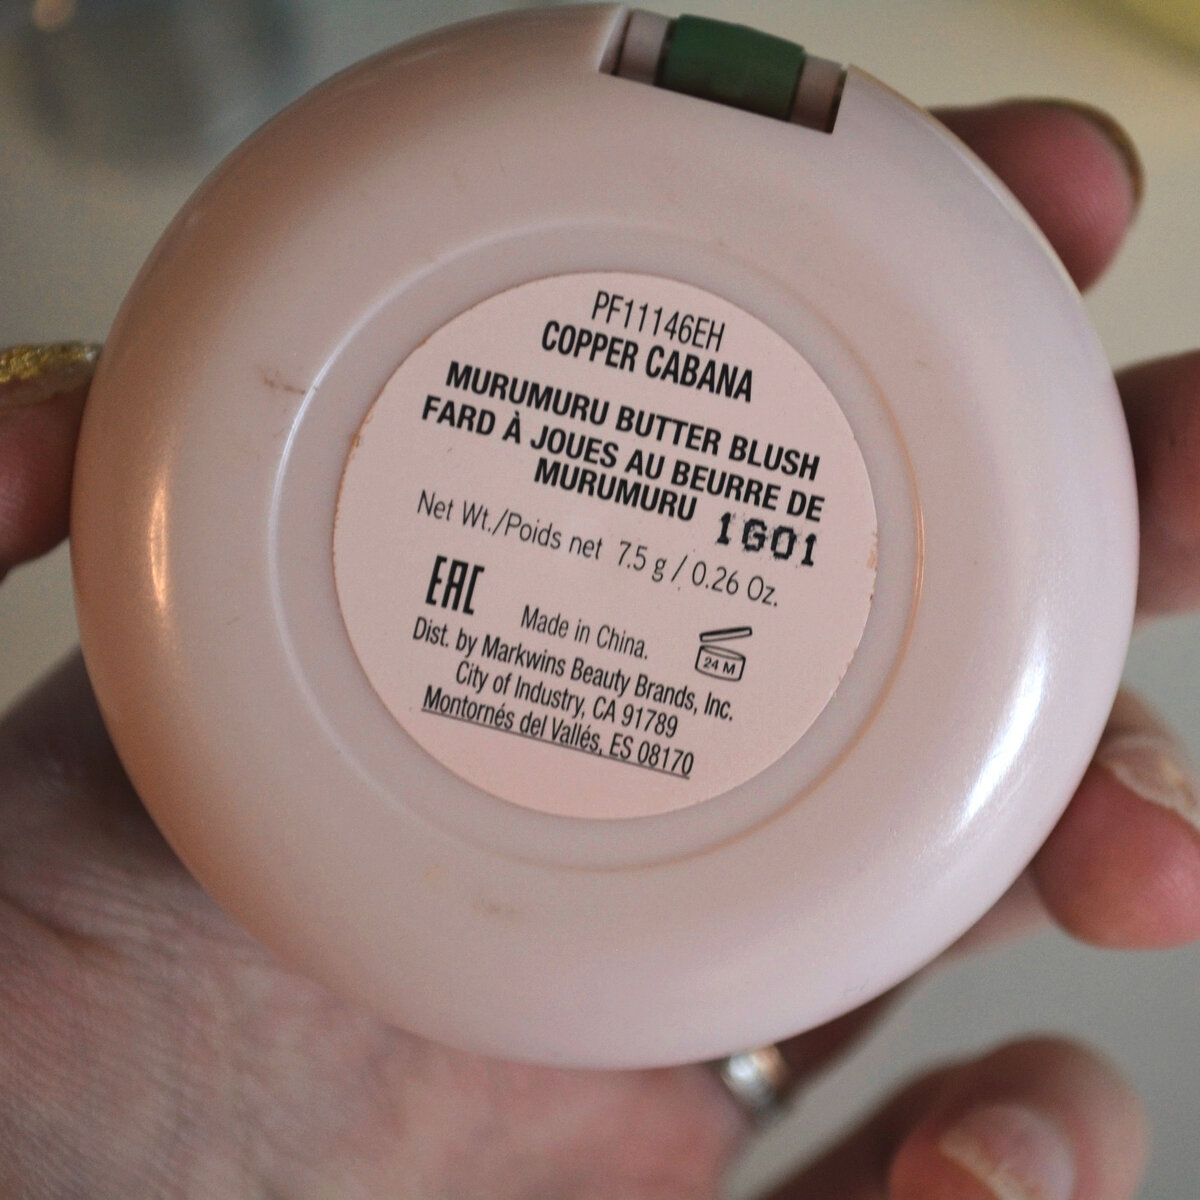 PF11146EH
COPPER CABANA
MURUMURU BUTTER BLUSH
FARD À JOUES AU BEURRE DE
MURUMURU 1G01
Net Wt./Poids net 7.5 g / 0.26 Oz.
EAC
Made in China. 24 M
Dist. by Markwins Beauty Brands, Inc.
City of Industry, CA 91789
Montornés del Vallés, ES 08170